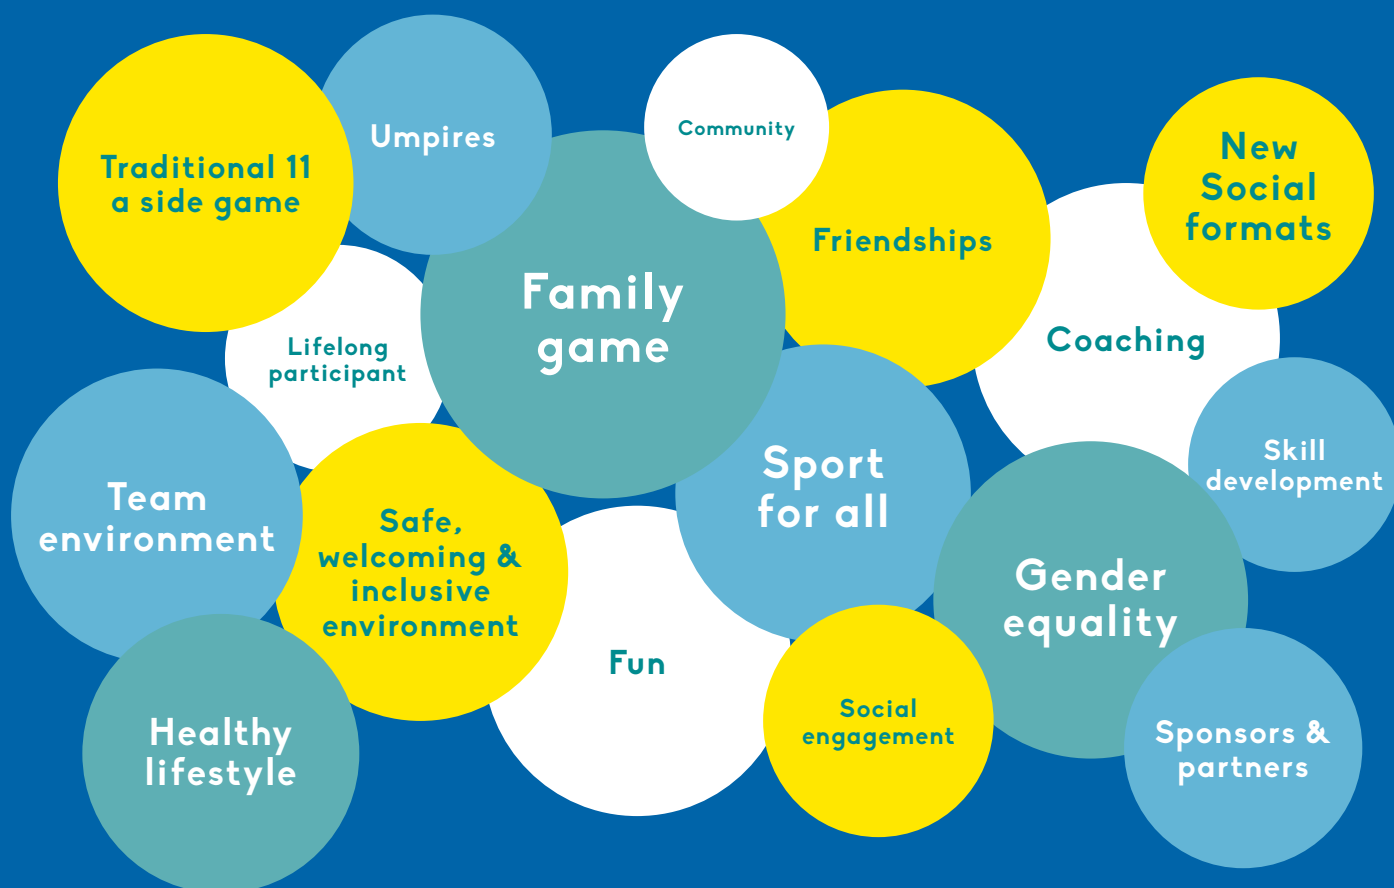 Traditional 11
a side game
Umpires
Community
Friendships
New
Social
formats
Family
game
Lifelong
participant
Coaching
Team
environment
Safe,
welcoming &
inclusive
environment
Sport
for all
Skill
development
Gender
equality
Fun
Healthy
lifestyle
Social
engagement
Sponsors &
partners